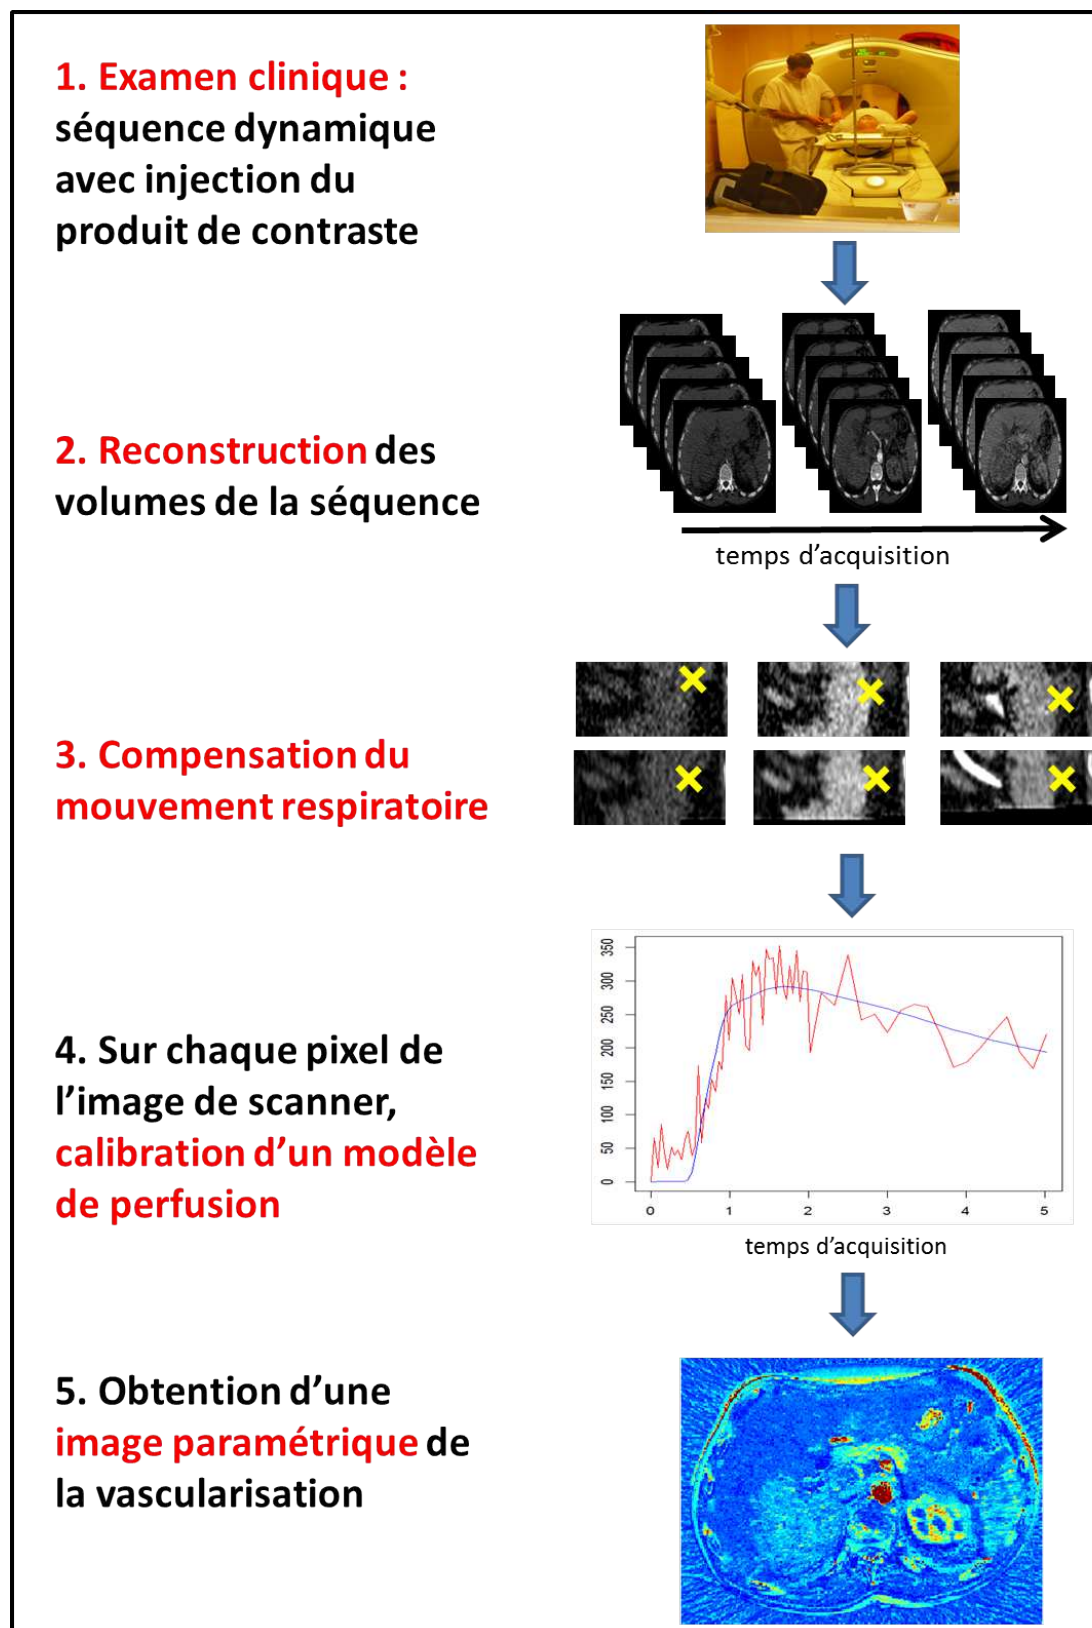 1. Examen clinique :
séquence dynamique
avec injection du
produit de contraste
2. Reconstruction des
volumes de la séquence
temps d'acquisition
3. Compensation du
mouvement respiratoire
4. Sur chaque pixel de
l'image de scanner,
calibration d'un modèle
de perfusion
350
300
250
200
150
100
50
0
0 1 2 3 4 5
temps d'acquisition
5. Obtention d'une
image paramétrique de
la vascularisation